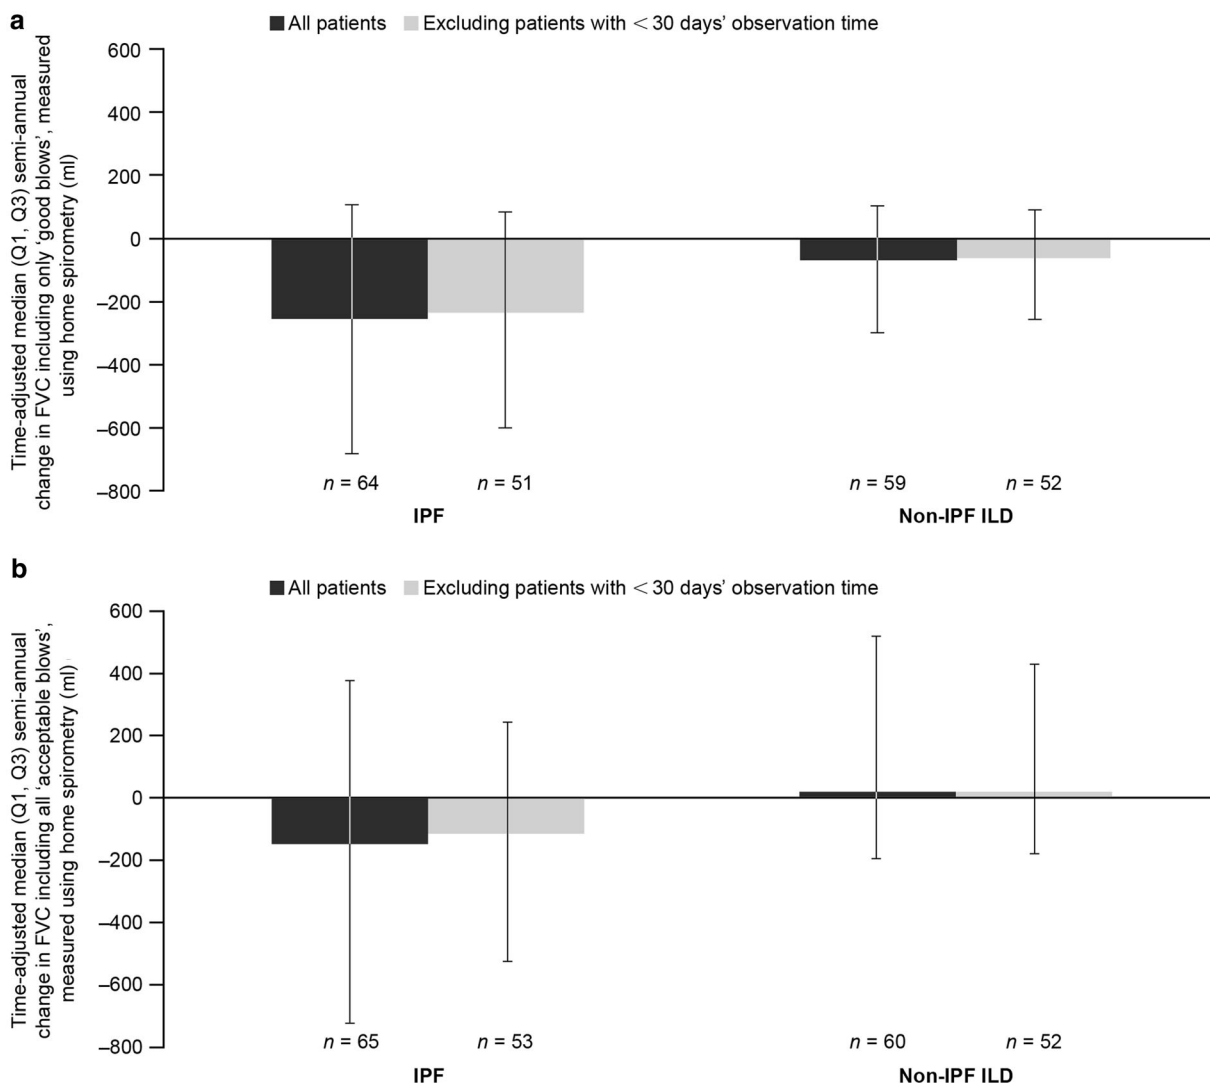 a
All patients Excluding patients with < 30 days’ observation time
Time-adjusted median (Q1, Q3) semi-annual
change in FVC including only ‘good blows’, measured
using home spirometry (ml)
600
400
200
0
–200
–400
–600
–800
n = 64 n = 51 n = 59 n = 52
IPF Non-IPF ILD
b
All patients Excluding patients with < 30 days’ observation time
Time-adjusted median (Q1, Q3) semi-annual
change in FVC including all ‘acceptable blows’,
measured using home spirometry (ml)
600
400
200
0
–200
–400
–600
–800
n = 65 n = 53 n = 60 n = 52
IPF Non-IPF ILD